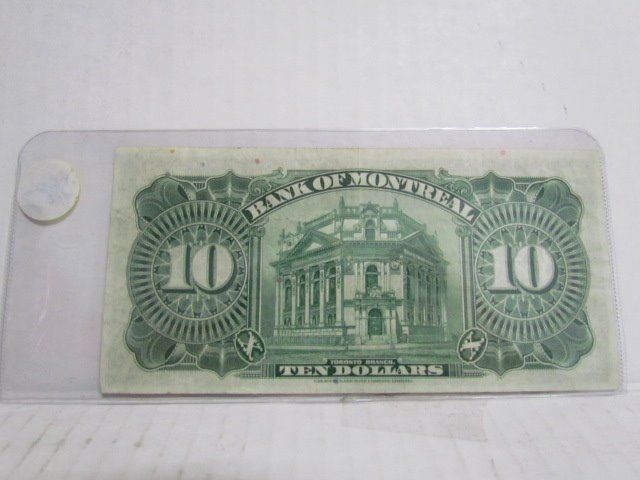 BANK OF MONTREAL
10 10
TORONTO BRANCH.
TEN DOLLARS